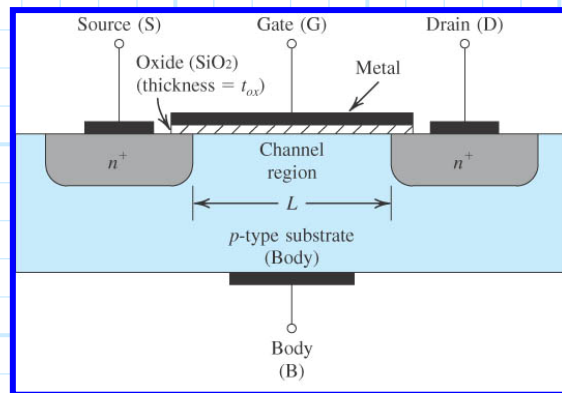 Source (S)
Gate (G)
Drain (D)
Oxide (SiO2)
(thickness = tox)
Metal
n+
Channel
region
n+
L
p-type substrate
(Body)
Body
(B)